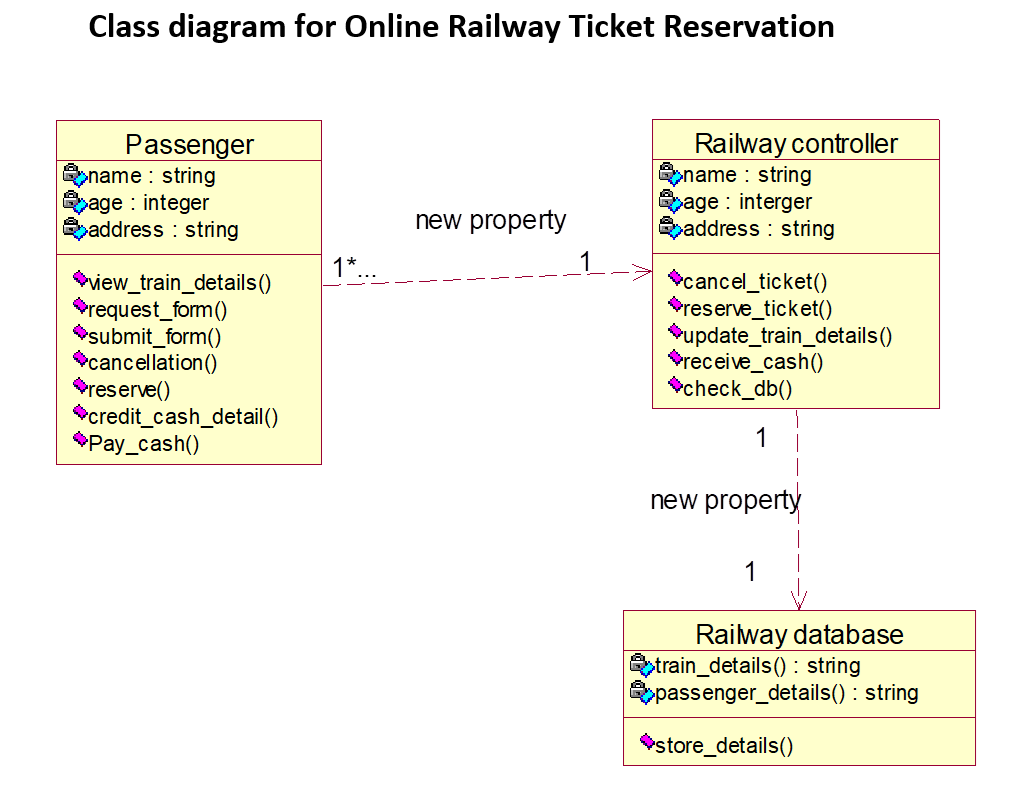 Class diagram for Online Railway Ticket Reservation
Passenger
name : string
age : integer
address : string
view_train_details()
request_form()
submit_form()
cancellation()
reserve()
credit_cash_detail()
Pay_cash()
new property
1*...
1
Railway controller
name : string
age : interger
address : string
cancel_ticket()
reserve_ticket()
update_train_details()
receive_cash()
check_db()
1
new property
1
Railway database
train_details() : string
passenger_details() : string
store_details()